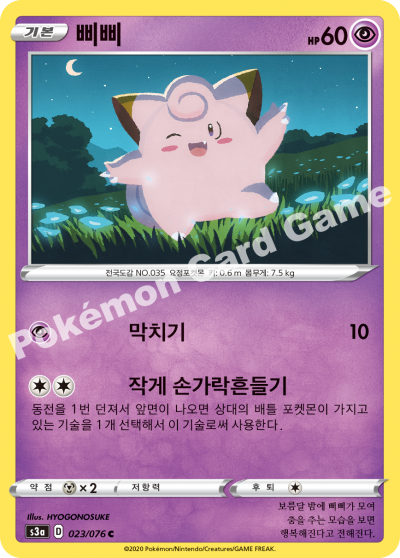 기본 삐삐 HP60
전국도감 NO.035 요정포켓몬 키: 0.6 m 몸무게: 7.5 kg
막치기 10
작게 손가락흔들기
동전을 1번 던져서 앞면이 나오면 상대의 배틀 포켓몬이 가지고
있는 기술을 1개 선택해서 이 기술로써 사용한다.
약점 ×2 저항력 후퇴
Illus. HYOGONOSUKE
s3a D 023/076 C
보름달 밤에 삐삐가 모여
춤을 주는 모습을 보면
행복해진다고 전해진다.
©2020 Pokémon/Nintendo/Creatures/GAME FREAK.
Pokémon Card Game